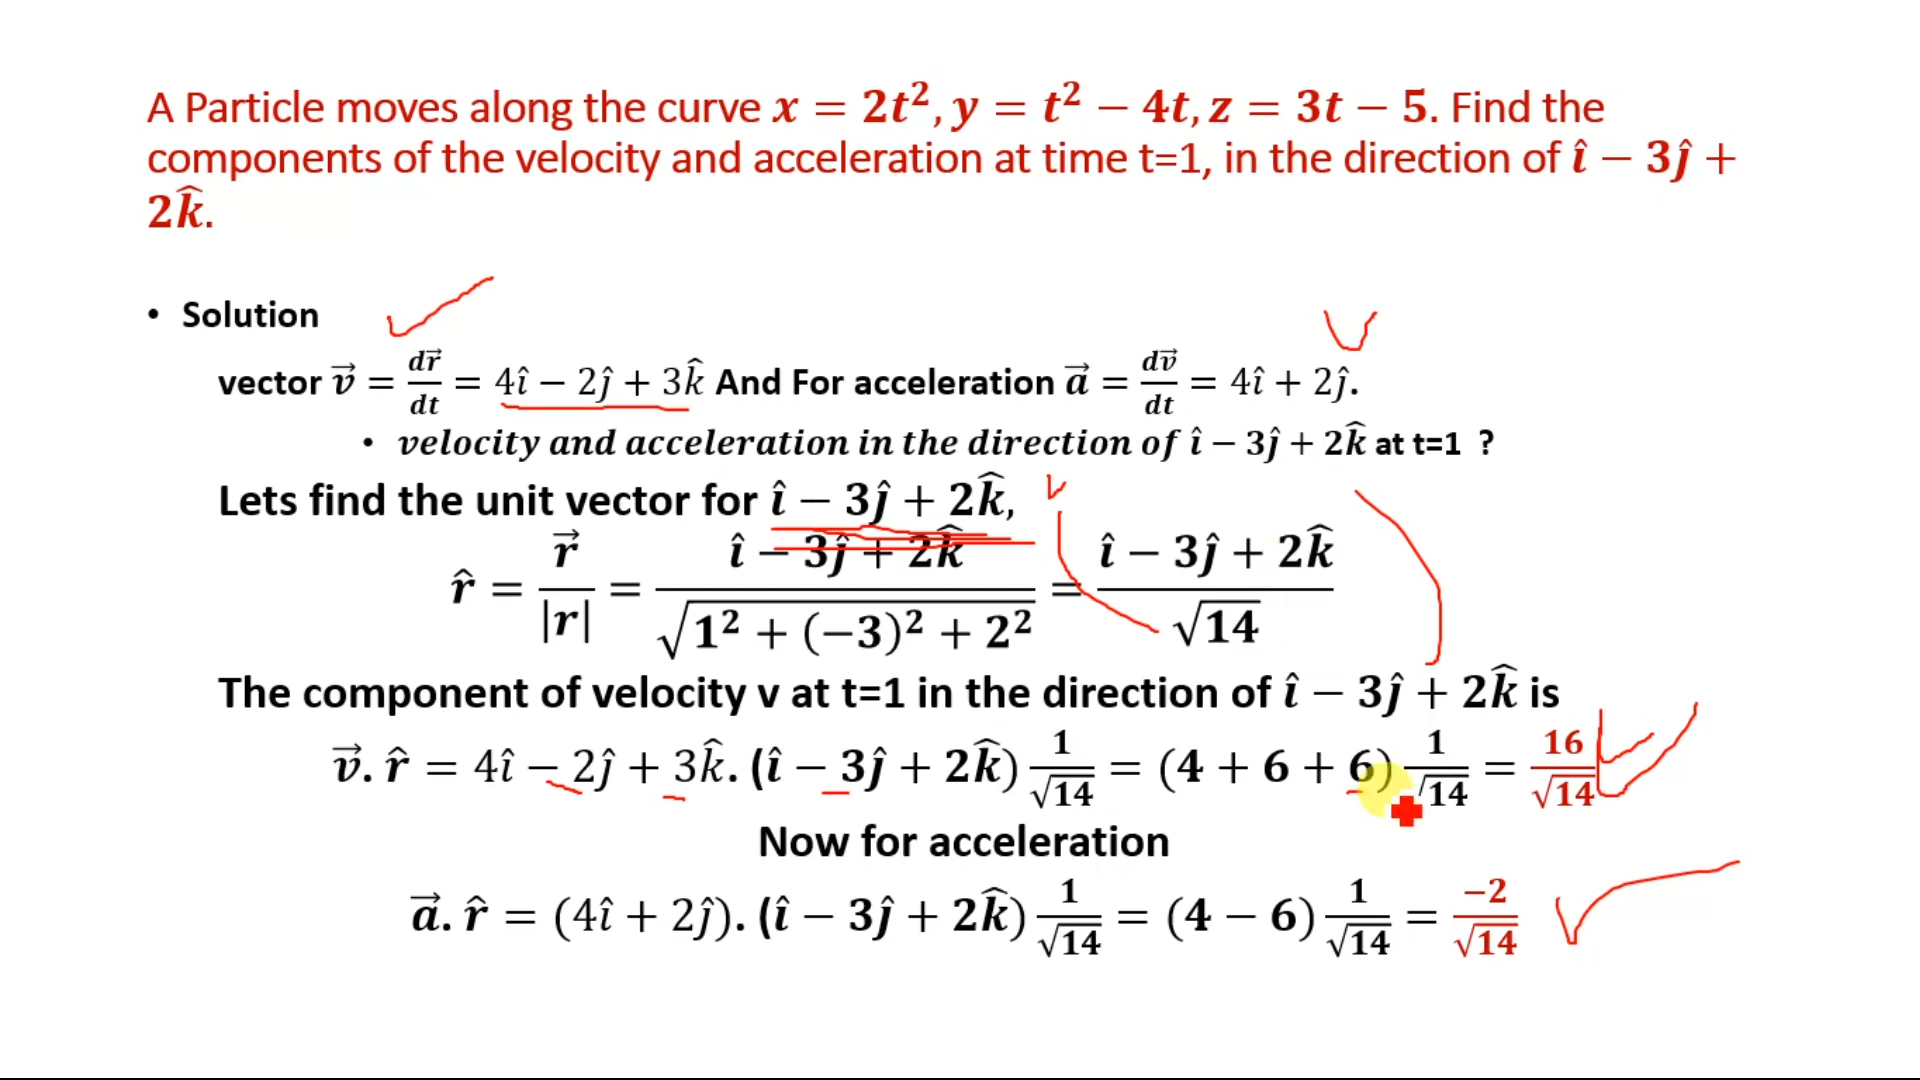 A Particle moves along the curve x = 2t², y = t² − 4t, z = 3t − 5. Find the
components of the velocity and acceleration at time t=1, in the direction of î − 3ĵ +
2k̂.
• Solution
vector v⃗ = dr⃗/dt = 4î − 2ĵ + 3k̂ And For acceleration a⃗ = dv⃗/dt = 4î + 2ĵ.
• velocity and acceleration in the direction of î − 3ĵ + 2k̂ at t=1 ?
Lets find the unit vector for î − 3ĵ + 2k̂,
r̂ = r⃗/|r| = (î − 3ĵ + 2k̂)/√(1² + (−3)² + 2²) = (î − 3ĵ + 2k̂)/√14
The component of velocity v at t=1 in the direction of î − 3ĵ + 2k̂ is
v⃗. r̂ = 4î − 2ĵ + 3k̂. (î − 3ĵ + 2k̂) 1/√14 = (4 + 6 + 6) 1/√14 = 16/√14
Now for acceleration
a⃗. r̂ = (4î + 2ĵ). (î − 3ĵ + 2k̂) 1/√14 = (4 − 6) 1/√14 = −2/√14